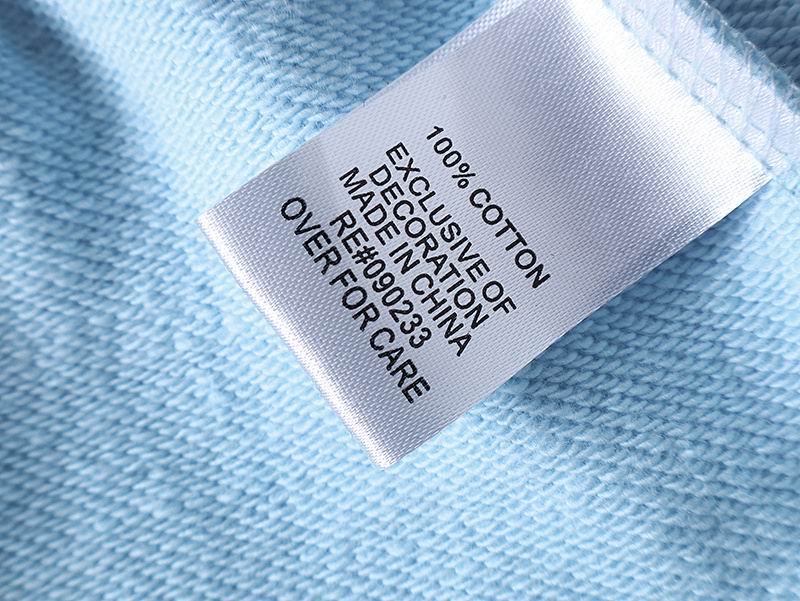 100% COTTON
EXCLUSIVE OF
DECORATION
MADE IN CHINA
RE#090233
OVER FOR CARE